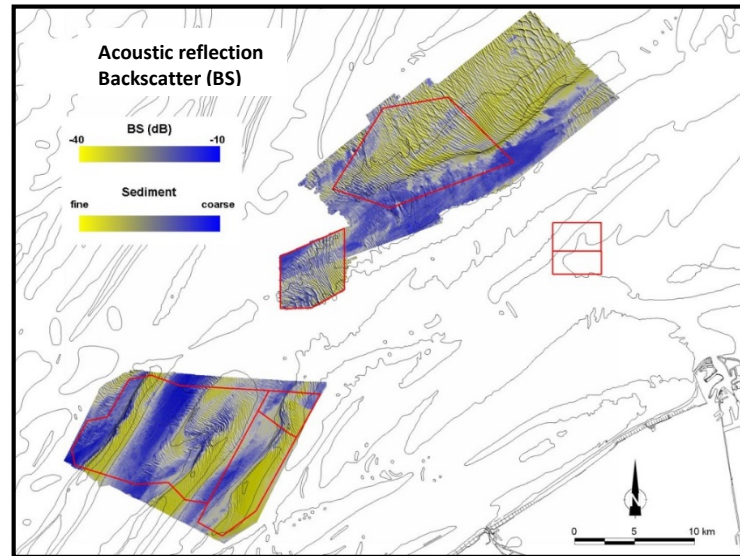 Acoustic reflection
Backscatter (BS)
BS (dB)
-40 -10
Sediment
fine coarse
N
0 5 10 km